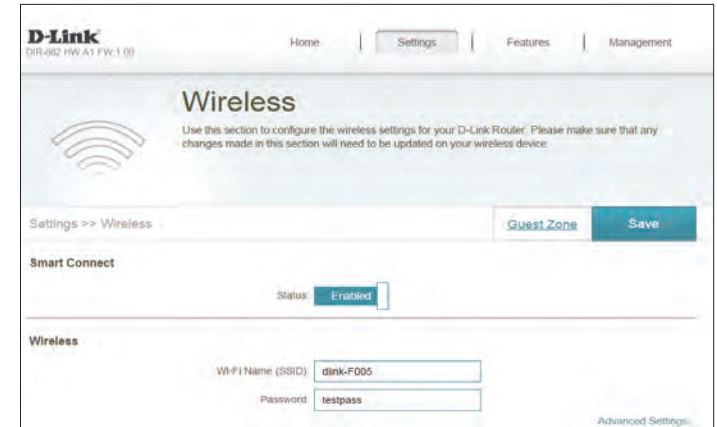 D-Link
DIR-882 HW:A1 FW:1.00
Home | Settings | Features | Management
Wireless
Use this section to configure the wireless settings for your D-Link Router. Please make sure that any
changes made in this section will need to be updated on your wireless device.
Settings >> Wireless
Guest Zone Save
Smart Connect
Status: Enabled
Wireless
Wi-Fi Name (SSID): dlink-F005
Password: testpass
Advanced Settings...